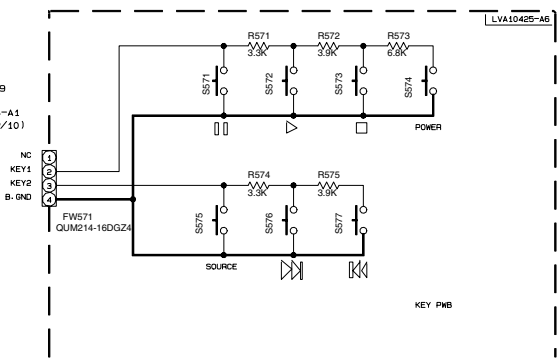 LVA10425-A6
R571
3.3K
R572
3.9K
R573
6.8K
S571
S572
S573
S574
POWER
9
-A1
/10)
NC
1
KEY1
2
KEY2
3
B.GND
4
FW571
QUM214-16DGZ4
R574
3.3K
R575
3.9K
S575
S576
S577
SOURCE
KEY PWB